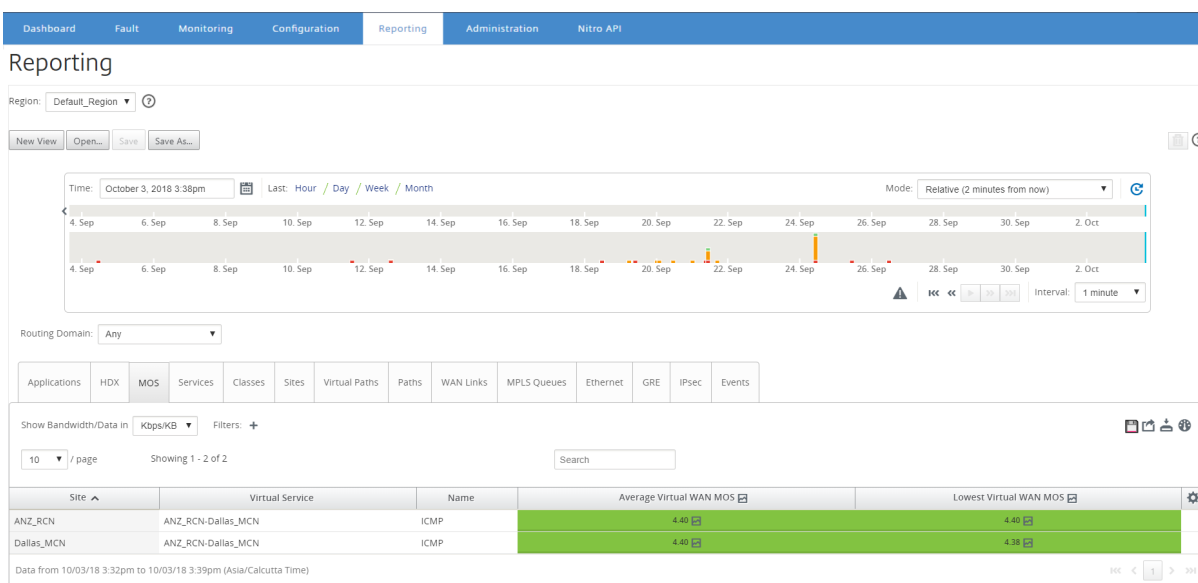 Dashboard Fault Monitoring Configuration Reporting Administration Nitro API
Reporting
Region: Default_Region ?
New View Open... Save Save As...
Time: October 3, 2018 3:38pm Last: Hour / Day / Week / Month Mode: Relative (2 minutes from now)
4. Sep 6. Sep 8. Sep 10. Sep 12. Sep 14. Sep 16. Sep 18. Sep 20. Sep 22. Sep 24. Sep 26. Sep 28. Sep 30. Sep 2. Oct
4. Sep 6. Sep 8. Sep 10. Sep 12. Sep 14. Sep 16. Sep 18. Sep 20. Sep 22. Sep 24. Sep 26. Sep 28. Sep 30. Sep 2. Oct
Interval: 1 minute
Routing Domain: Any
Applications HDX MOS Services Classes Sites Virtual Paths Paths WAN Links MPLS Queues Ethernet GRE IPsec Events
Show Bandwidth/Data in Kbps/KB Filters: +
10 / page Showing 1 - 2 of 2 Search
Site Virtual Service Name Average Virtual WAN MOS Lowest Virtual WAN MOS
ANZ_RCN ANZ_RCN-Dallas_MCN ICMP 4.40 4.40
Dallas_MCN ANZ_RCN-Dallas_MCN ICMP 4.40 4.38
Data from 10/03/18 3:32pm to 10/03/18 3:39pm (Asia/Calcutta Time) 1